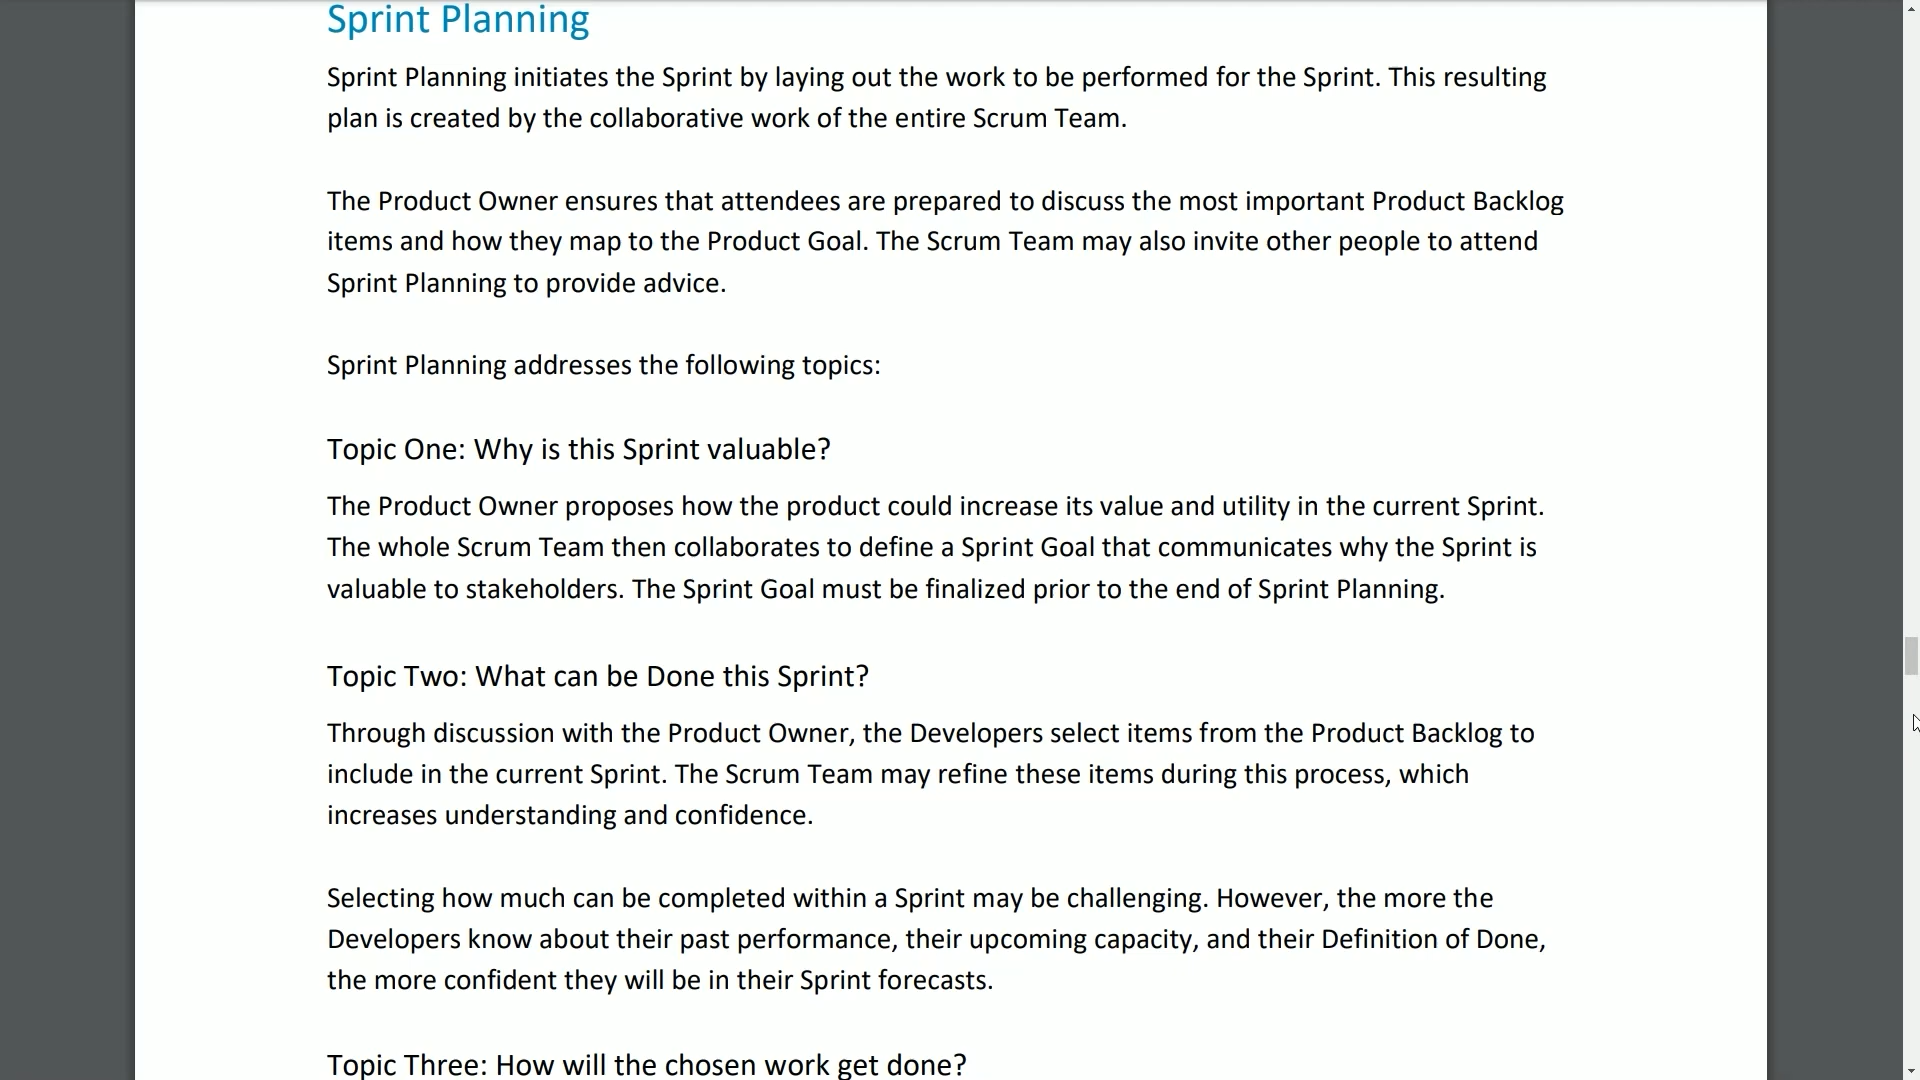 Sprint Planning
Sprint Planning initiates the Sprint by laying out the work to be performed for the Sprint. This resulting
plan is created by the collaborative work of the entire Scrum Team.
The Product Owner ensures that attendees are prepared to discuss the most important Product Backlog
items and how they map to the Product Goal. The Scrum Team may also invite other people to attend
Sprint Planning to provide advice.
Sprint Planning addresses the following topics:
Topic One: Why is this Sprint valuable?
The Product Owner proposes how the product could increase its value and utility in the current Sprint.
The whole Scrum Team then collaborates to define a Sprint Goal that communicates why the Sprint is
valuable to stakeholders. The Sprint Goal must be finalized prior to the end of Sprint Planning.
Topic Two: What can be Done this Sprint?
Through discussion with the Product Owner, the Developers select items from the Product Backlog to
include in the current Sprint. The Scrum Team may refine these items during this process, which
increases understanding and confidence.
Selecting how much can be completed within a Sprint may be challenging. However, the more the
Developers know about their past performance, their upcoming capacity, and their Definition of Done,
the more confident they will be in their Sprint forecasts.
Topic Three: How will the chosen work get done?